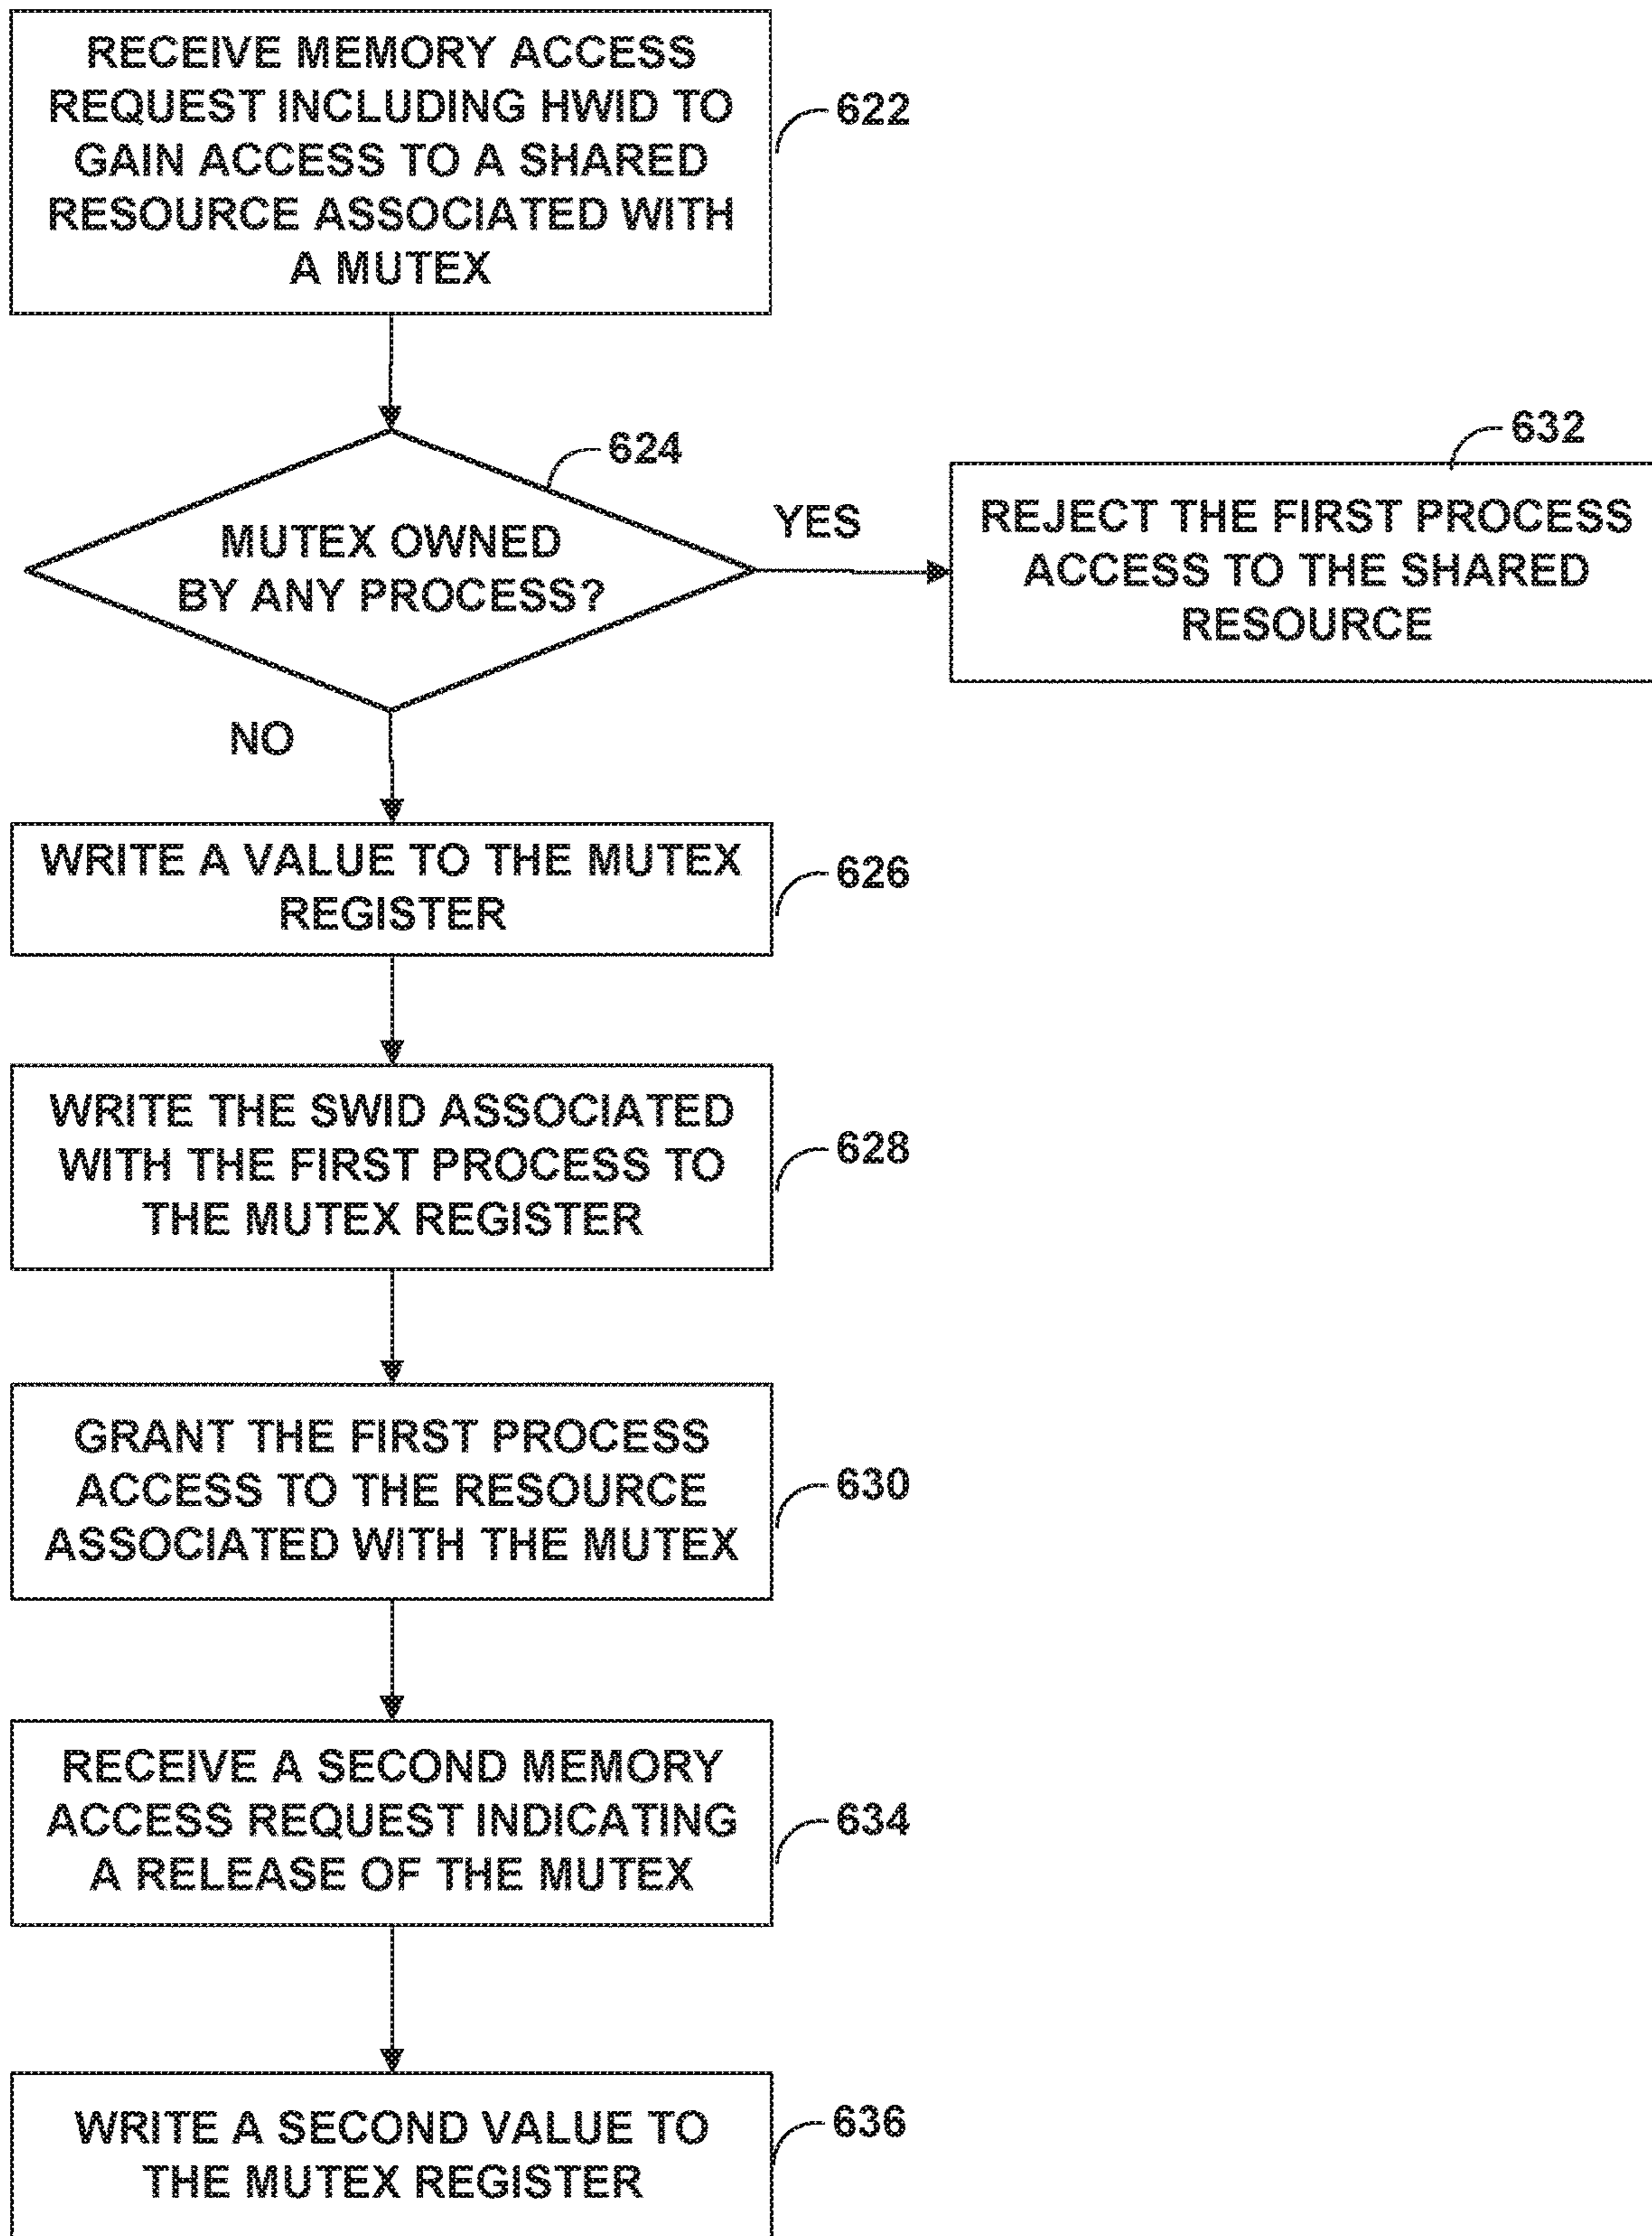 RECEIVE MEMORY ACCESS
REQUEST INCLUDING HWID TO
GAIN ACCESS TO A SHARED
RESOURCE ASSOCIATED WITH
A MUTEX
622
624
MUTEX OWNED
BY ANY PROCESS?
YES
632
REJECT THE FIRST PROCESS
ACCESS TO THE SHARED
RESOURCE
NO
WRITE A VALUE TO THE MUTEX
REGISTER
626
WRITE THE SWID ASSOCIATED
WITH THE FIRST PROCESS TO
THE MUTEX REGISTER
628
GRANT THE FIRST PROCESS
ACCESS TO THE RESOURCE
ASSOCIATED WITH THE MUTEX
630
RECEIVE A SECOND MEMORY
ACCESS REQUEST INDICATING
A RELEASE OF THE MUTEX
634
WRITE A SECOND VALUE TO
THE MUTEX REGISTER
636